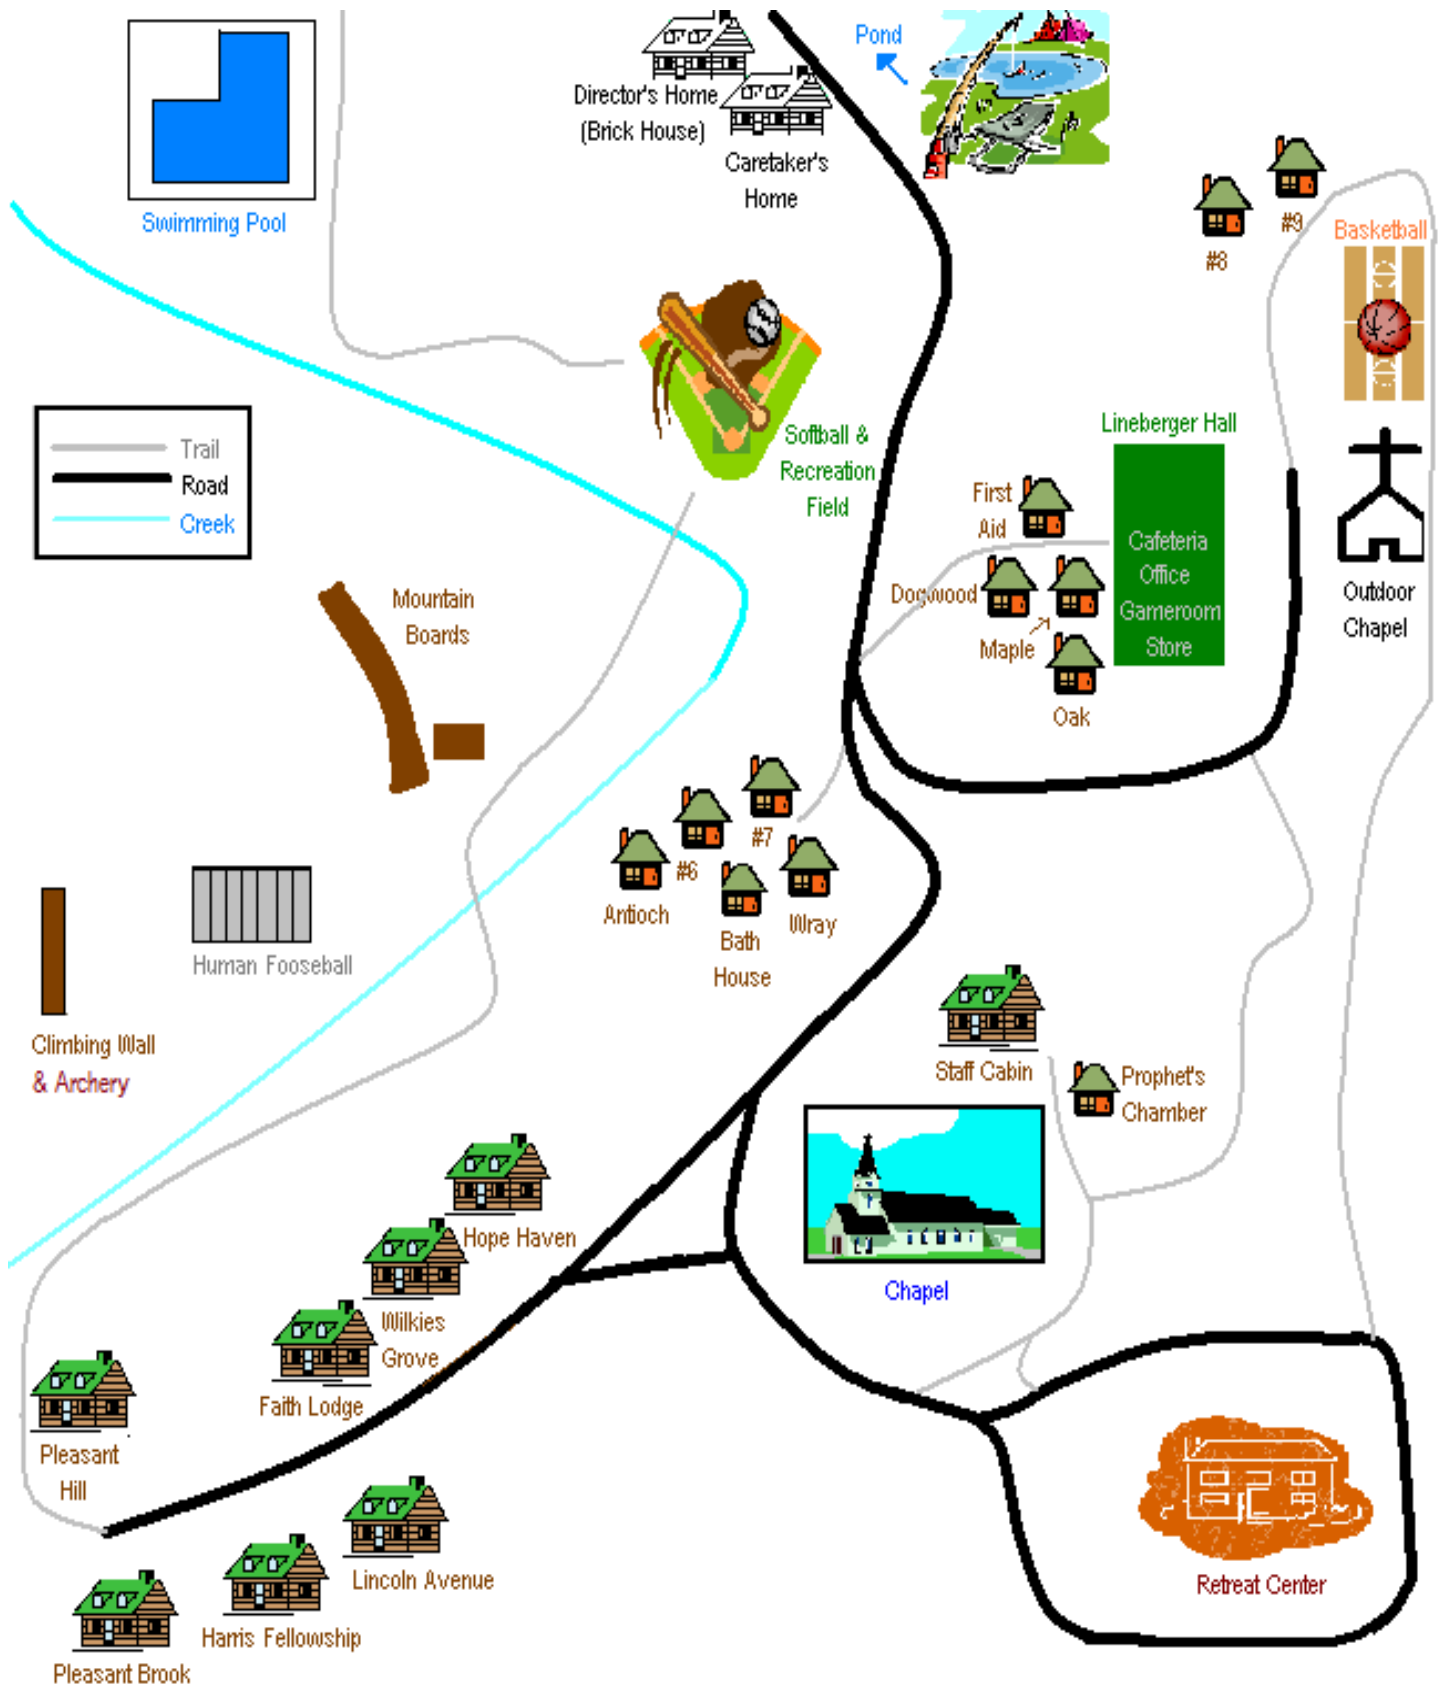 Pond
Director's Home
(Brick House)
Caretaker's
Home
Swimming Pool
#9
#8
Basketball
Trail
Road
Creek
Softball &
Recreation
Field
Lineberger Hall
First
Aid
Cafeteria
Office
Gameroom
Store
Dogwood
Maple
Oak
Outdoor
Chapel
Mountain
Boards
#7
#6
Antioch
Bath
House
Wray
Human Fooseball
Climbing Wall
& Archery
Staff Cabin
Prophet's
Chamber
Chapel
Hope Haven
Wilkies
Grove
Faith Lodge
Pleasant
Hill
Lincoln Avenue
Harris Fellowship
Pleasant Brook
Retreat Center